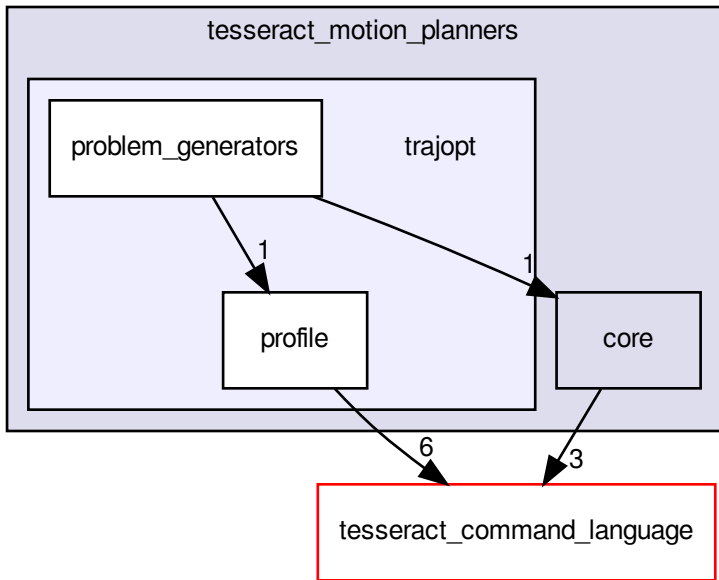 tesseract_motion_planners
problem_generators
trajopt
1
1
profile
core
6
3
tesseract_command_language